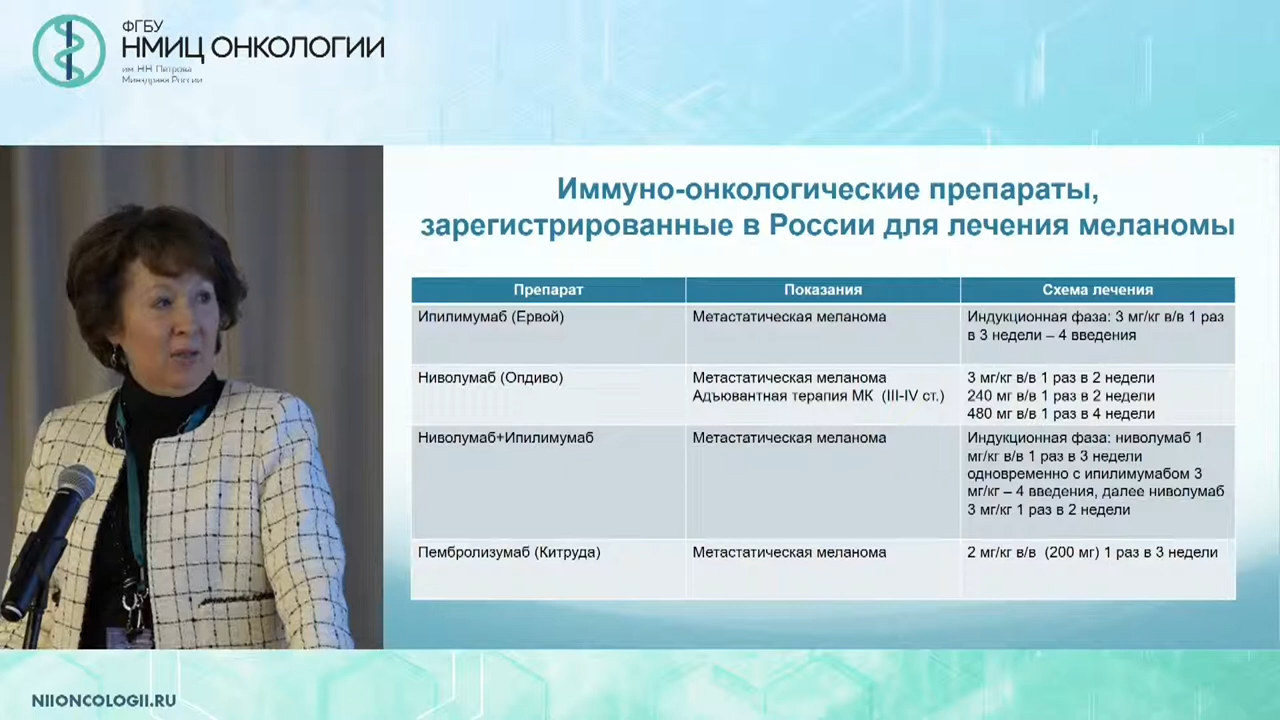 ФГБУ
НМИЦ ОНКОЛОГИИ
им. Н.Н. Петрова
Минздрава России
Иммуно-онкологические препараты,
зарегистрированные в России для лечения меланомы
Препарат Показания Схема лечения
Ипилимумаб (Ервой) Метастатическая меланома Индукционная фаза: 3 мг/кг в/в 1 раз
в 3 недели – 4 введения
Ниволумаб (Опдиво) Метастатическая меланома 3 мг/кг в/в 1 раз в 2 недели
Адъювантная терапия МК (III-IV ст.) 240 мг в/в 1 раз в 2 недели
480 мг в/в 1 раз в 4 недели
Ниволумаб+Ипилимумаб Метастатическая меланома Индукционная фаза: ниволумаб 1
мг/кг в/в 1 раз в 3 недели
одновременно с ипилимумабом 3
мг/кг – 4 введения, далее ниволумаб
3 мг/кг 1 раз в 2 недели
Пембролизумаб (Китруда) Метастатическая меланома 2 мг/кг в/в (200 мг) 1 раз в 3 недели
NIIONCOLOGII.RU